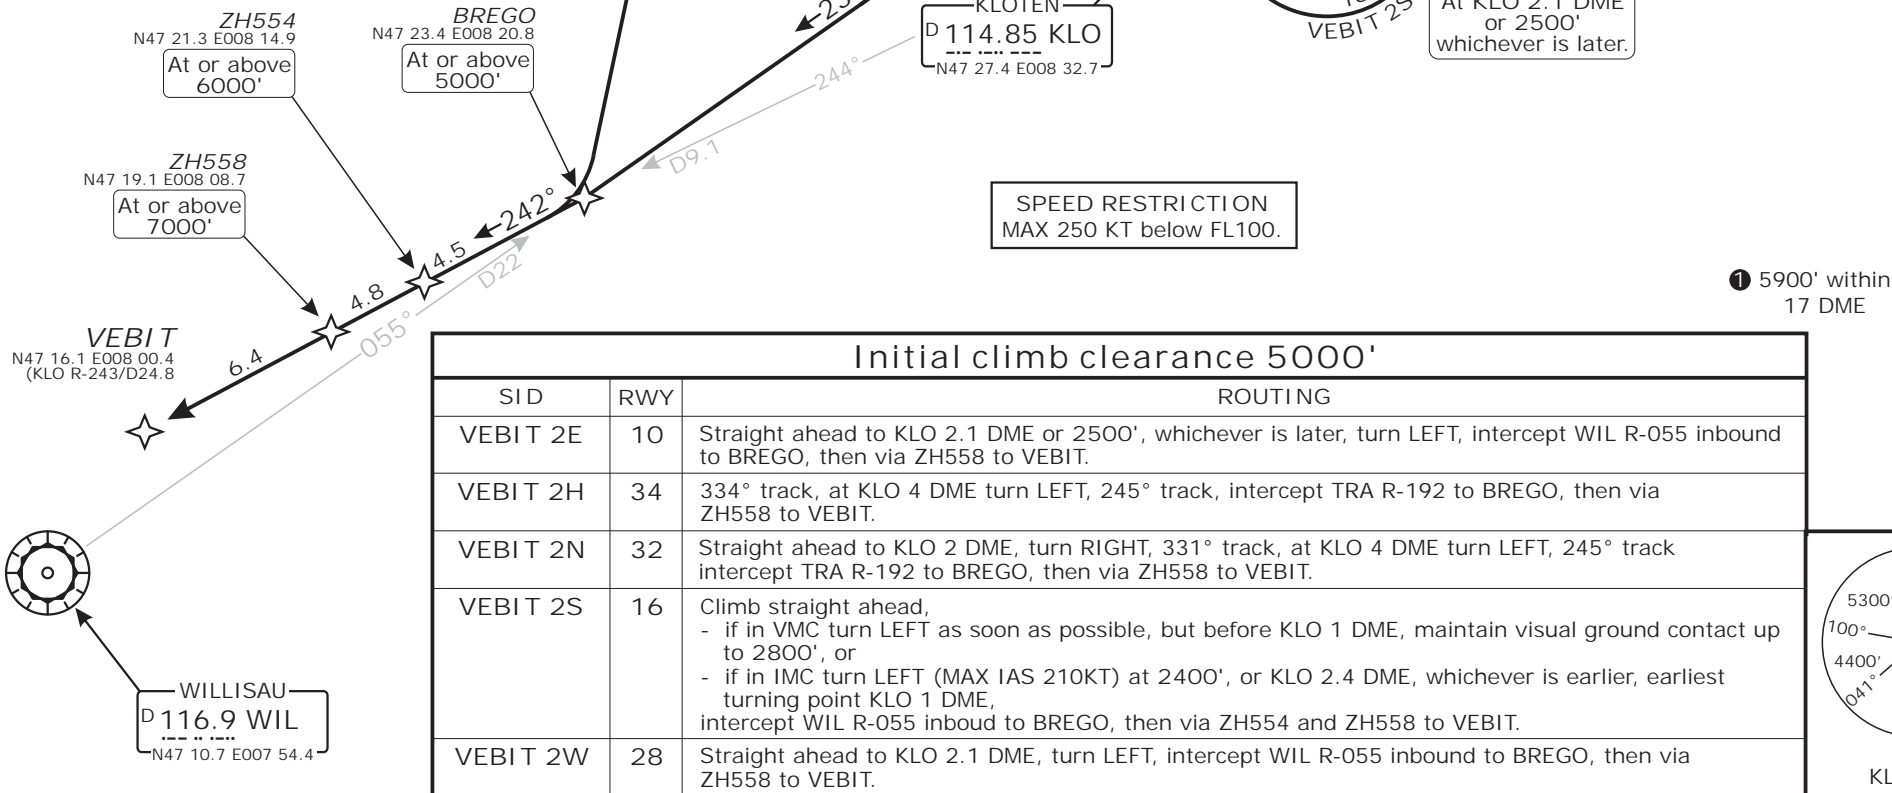 ZH554
N47 21.3 E008 14.9
At or above
6000'
BREGO
N47 23.4 E008 20.8
At or above
5000'
KLOTEN
D 114.85 KLO
N47 27.4 E008 32.7
VEBIT 2S
At KLO 2.1 DME
or 2500'
whichever is later.
244°
D9.1
ZH558
N47 19.1 E008 08.7
At or above
7000'
242°
4.5
D22
4.8
055°
6.4
SPEED RESTRICTION
MAX 250 KT below FL100.
1 5900' within
17 DME
VEBIT
N47 16.1 E008 00.4
(KLO R-243/D24.8
Initial climb clearance 5000'
SID RWY ROUTING
VEBIT 2E 10 Straight ahead to KLO 2.1 DME or 2500', whichever is later, turn LEFT, intercept WIL R-055 inbound
to BREGO, then via ZH558 to VEBIT.
VEBIT 2H 34 334° track, at KLO 4 DME turn LEFT, 245° track, intercept TRA R-192 to BREGO, then via
ZH558 to VEBIT.
VEBIT 2N 32 Straight ahead to KLO 2 DME, turn RIGHT, 331° track, at KLO 4 DME turn LEFT, 245° track
intercept TRA R-192 to BREGO, then via ZH558 to VEBIT.
VEBIT 2S 16 Climb straight ahead,
- if in VMC turn LEFT as soon as possible, but before KLO 1 DME, maintain visual ground contact up
to 2800', or
- if in IMC turn LEFT (MAX IAS 210KT) at 2400', or KLO 2.4 DME, whichever is earlier, earliest
turning point KLO 1 DME,
intercept WIL R-055 inboud to BREGO, then via ZH554 and ZH558 to VEBIT.
VEBIT 2W 28 Straight ahead to KLO 2.1 DME, turn LEFT, intercept WIL R-055 inbound to BREGO, then via
ZH558 to VEBIT.
WILLISAU
D 116.9 WIL
N47 10.7 E007 54.4
5300'
100°
4400'
041°
KL